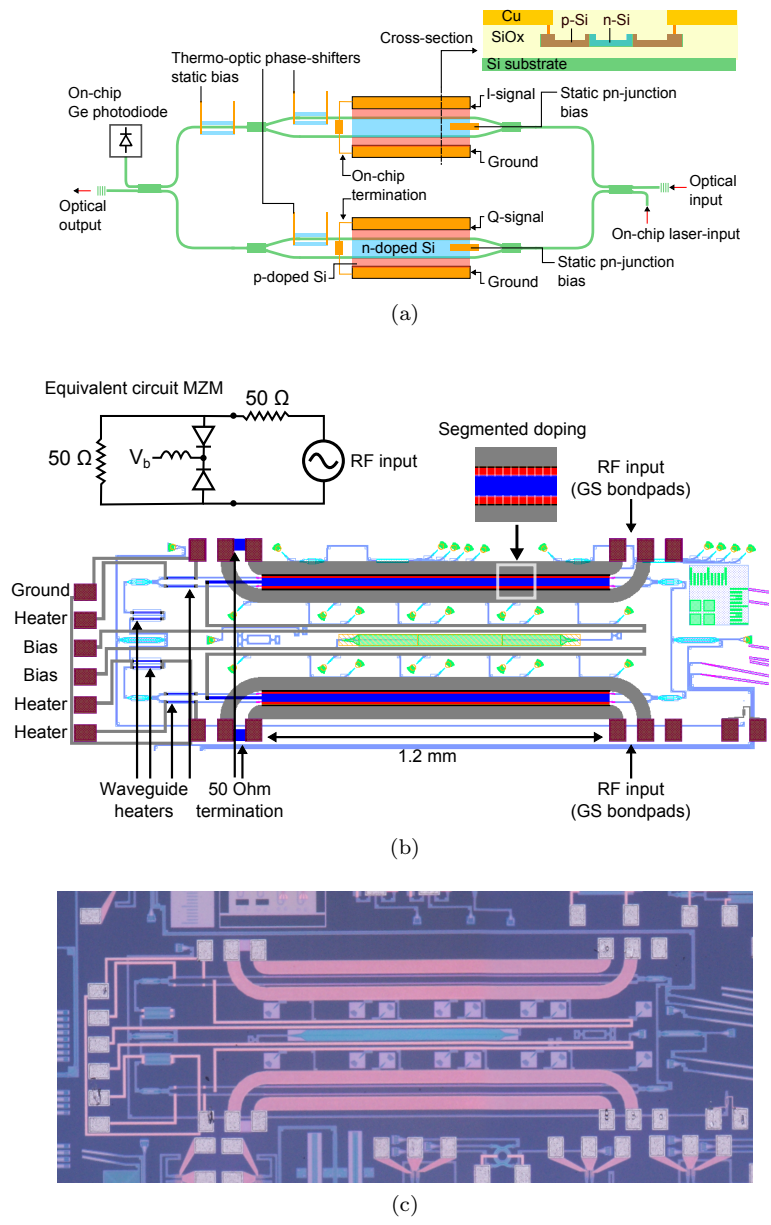 Cu
p-Si
n-Si
SiOx
Si substrate
Cross-section
Thermo-optic phase-shifters
static bias
On-chip
Ge photodiode
I-signal
Static pn-junction
bias
Ground
On-chip
termination
Optical
output
Optical
input
On-chip laser-input
Q-signal
n-doped Si
Static pn-junction
bias
p-doped Si
Ground
(a)
Equivalent circuit MZM
50 Ω
50 Ω
Vb
RF input
Segmented doping
RF input
(GS bondpads)
Ground
Heater
Bias
Bias
Heater
Heater
1.2 mm
Waveguide
heaters
50 Ohm
termination
RF input
(GS bondpads)
(b)
(c)